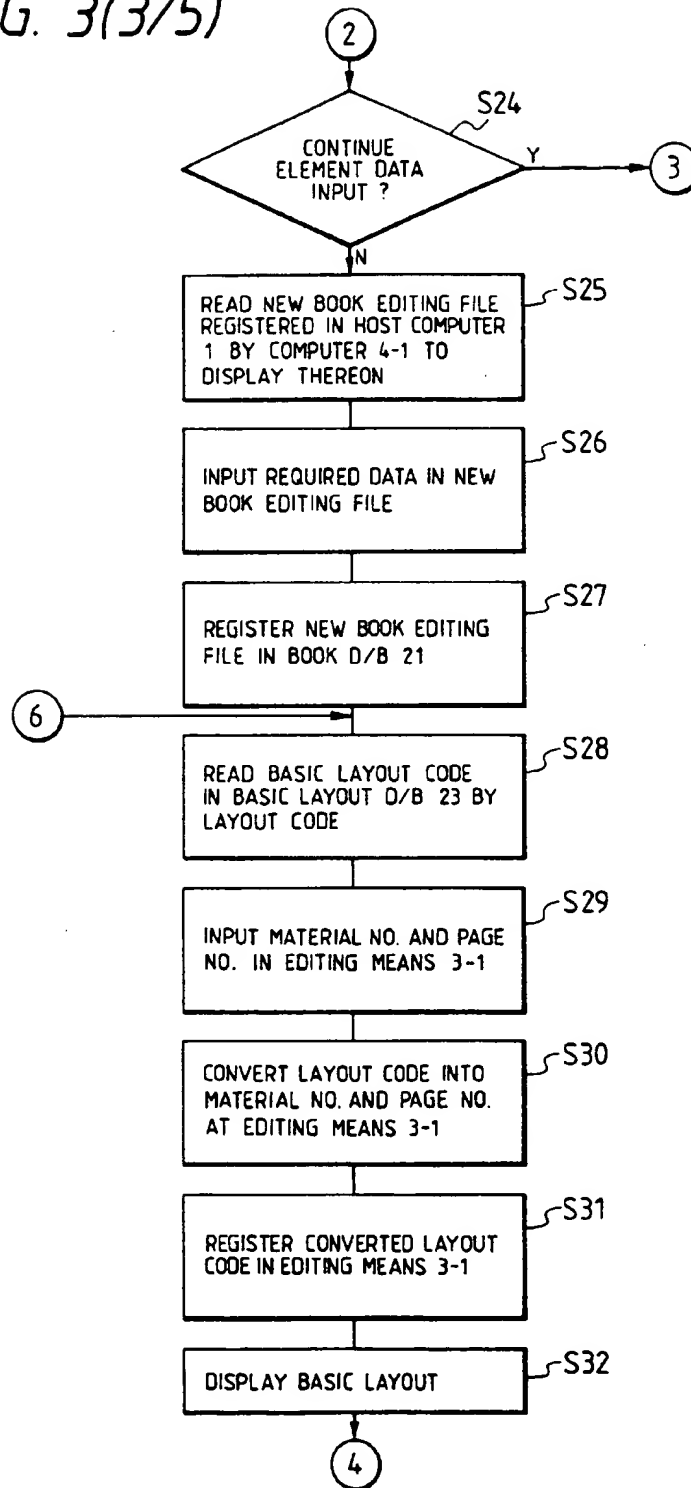 G. 3(3/5)
2
S24
CONTINUE
ELEMENT DATA
INPUT ?
Y
3
N
S25
READ NEW BOOK EDITING FILE
REGISTERED IN HOST COMPUTER
1 BY COMPUTER 4-1 TO
DISPLAY THEREON
S26
INPUT REQUIRED DATA IN NEW
BOOK EDITING FILE
S27
REGISTER NEW BOOK EDITING
FILE IN BOOK D/B 21
6
S28
READ BASIC LAYOUT CODE
IN BASIC LAYOUT D/B 23 BY
LAYOUT CODE
S29
INPUT MATERIAL NO. AND PAGE
NO. IN EDITING MEANS 3-1
S30
CONVERT LAYOUT CODE INTO
MATERIAL NO. AND PAGE NO.
AT EDITING MEANS 3-1
S31
REGISTER CONVERTED LAYOUT
CODE IN EDITING MEANS 3-1
S32
DISPLAY BASIC LAYOUT
4